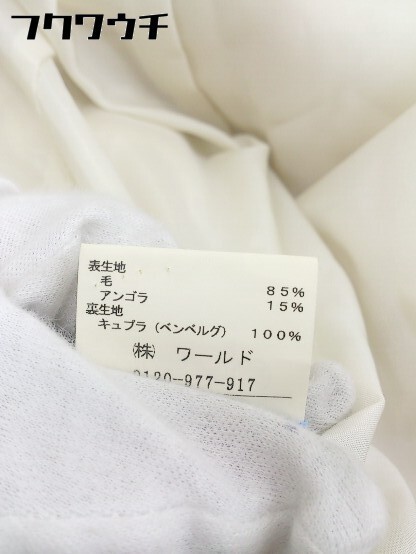 フクワウチ
表生地
毛 85%
アンゴラ 15%
裏生地
キュプラ (ベンベルグ) 100%
(株) ワールド
0120-977-917